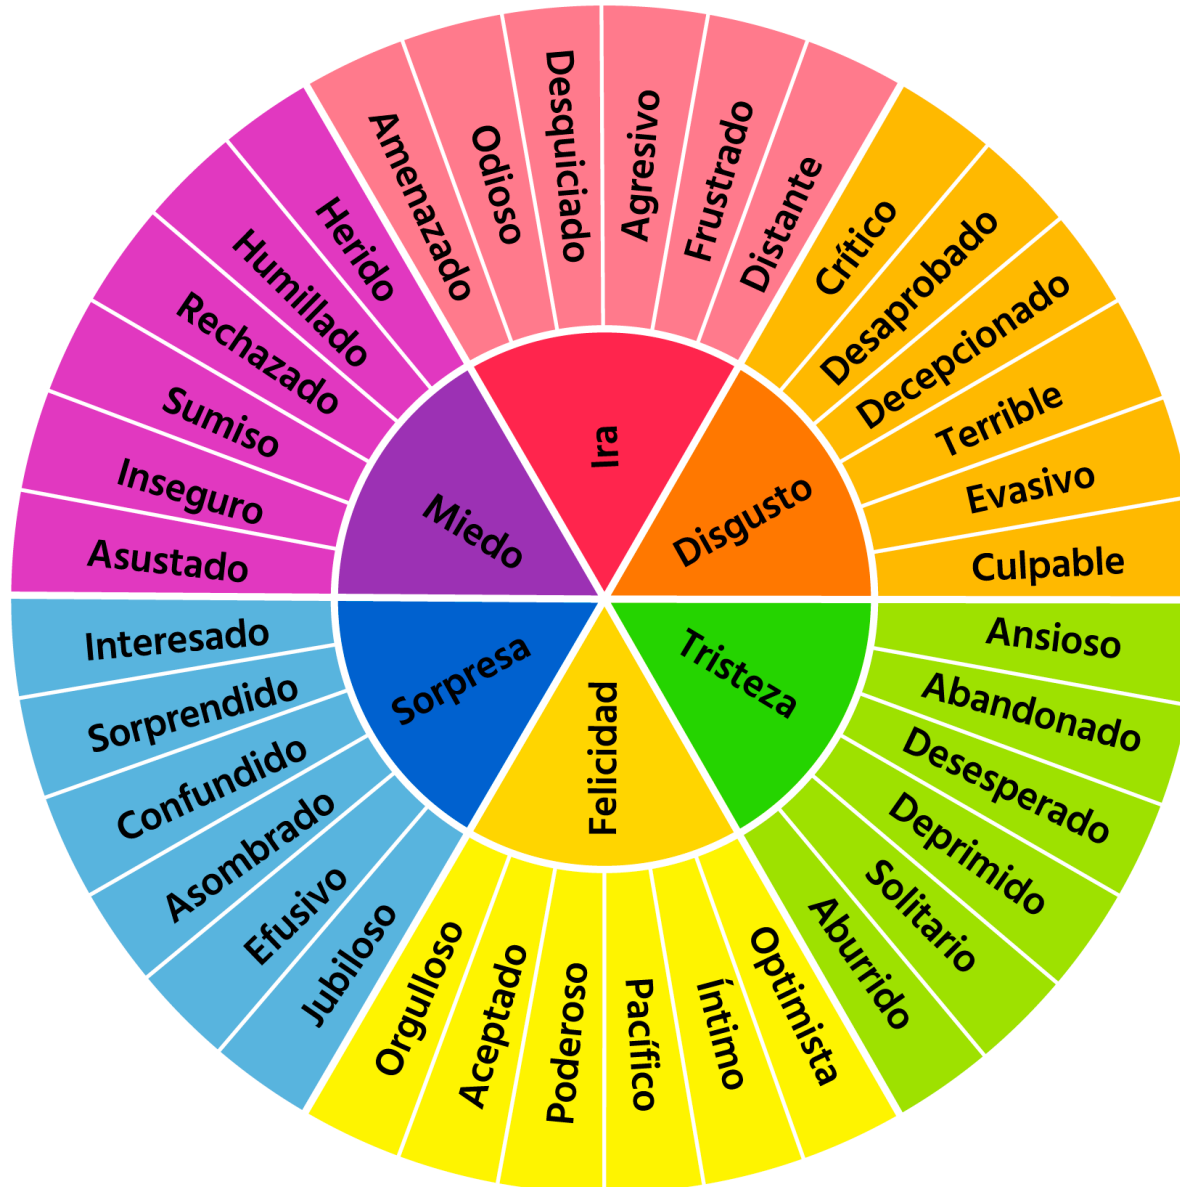 Ira
Disgusto
Tristeza
Felicidad
Sorpresa
Miedo
Amenazado
Odioso
Desquiciado
Agresivo
Frustrado
Distante
Crítico
Desaprobado
Decepcionado
Terrible
Evasivo
Culpable
Ansioso
Abandonado
Desesperado
Deprimido
Solitario
Aburrido
Optimista
Íntimo
Pacífico
Poderoso
Aceptado
Orgulloso
Jubiloso
Efusivo
Asombrado
Confundido
Sorprendido
Interesado
Asustado
Inseguro
Sumiso
Rechazado
Humillado
Herido